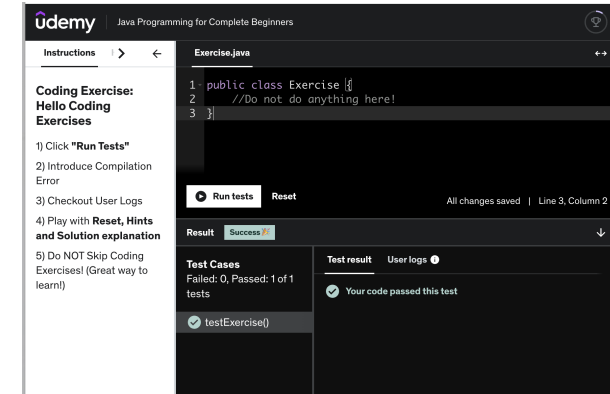 ûdemy
Java Programming for Complete Beginners
Instructions
Coding Exercise:
Hello Coding
Exercises
1) Click "Run Tests"
2) Introduce Compilation
Error
3) Checkout User Logs
4) Play with Reset, Hints
and Solution explanation
5) Do NOT Skip Coding
Exercises! (Great way to
learn!)
Exercise.java
1 public class Exercise {
2 //Do not do anything here!
3 }
Run tests Reset
All changes saved | Line 3, Column 2
Result Success🎉
Test Cases
Failed: 0, Passed: 1 of 1
tests
testExercise()
Test result User logs
Your code passed this test